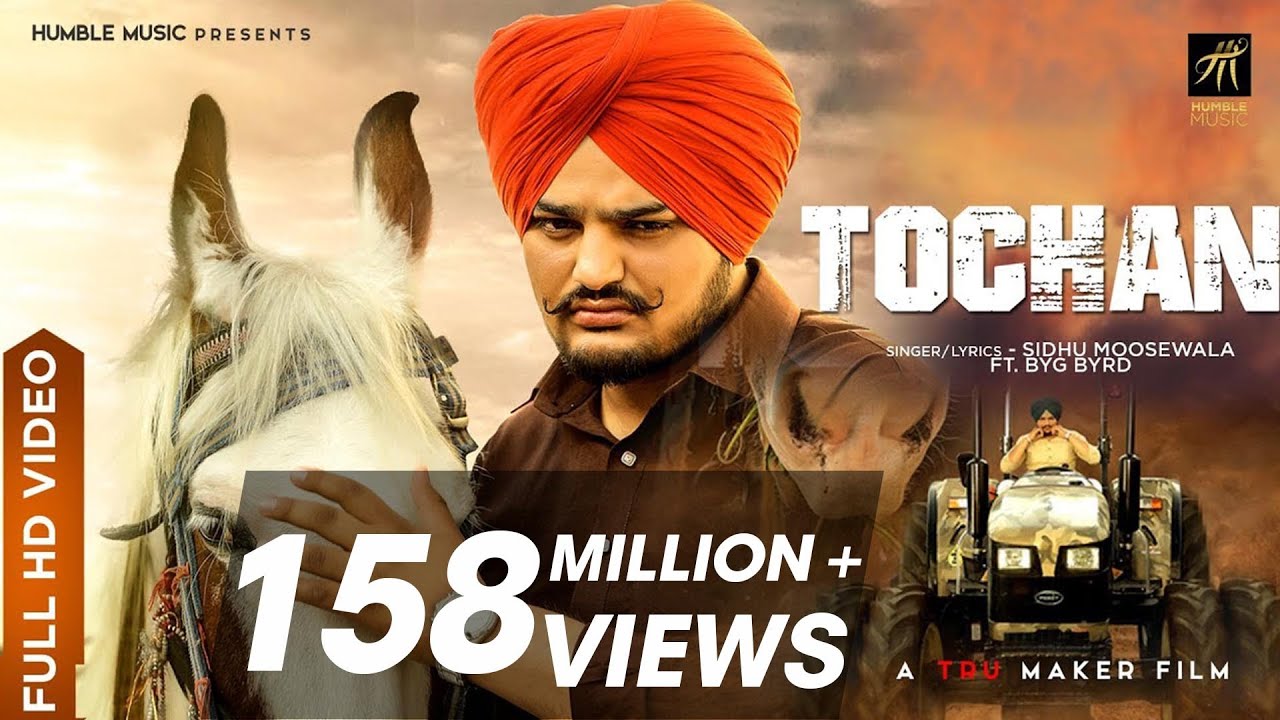 HUMBLE MUSIC PRESENTS
HUMBLE
MUSIC
TOCHAN
SINGER/LYRICS - SIDHU MOOSEWALA
FT. BYG BYRD
FULL HD VIDEO
158 MILLION +
VIEWS
A TRU MAKER FILM